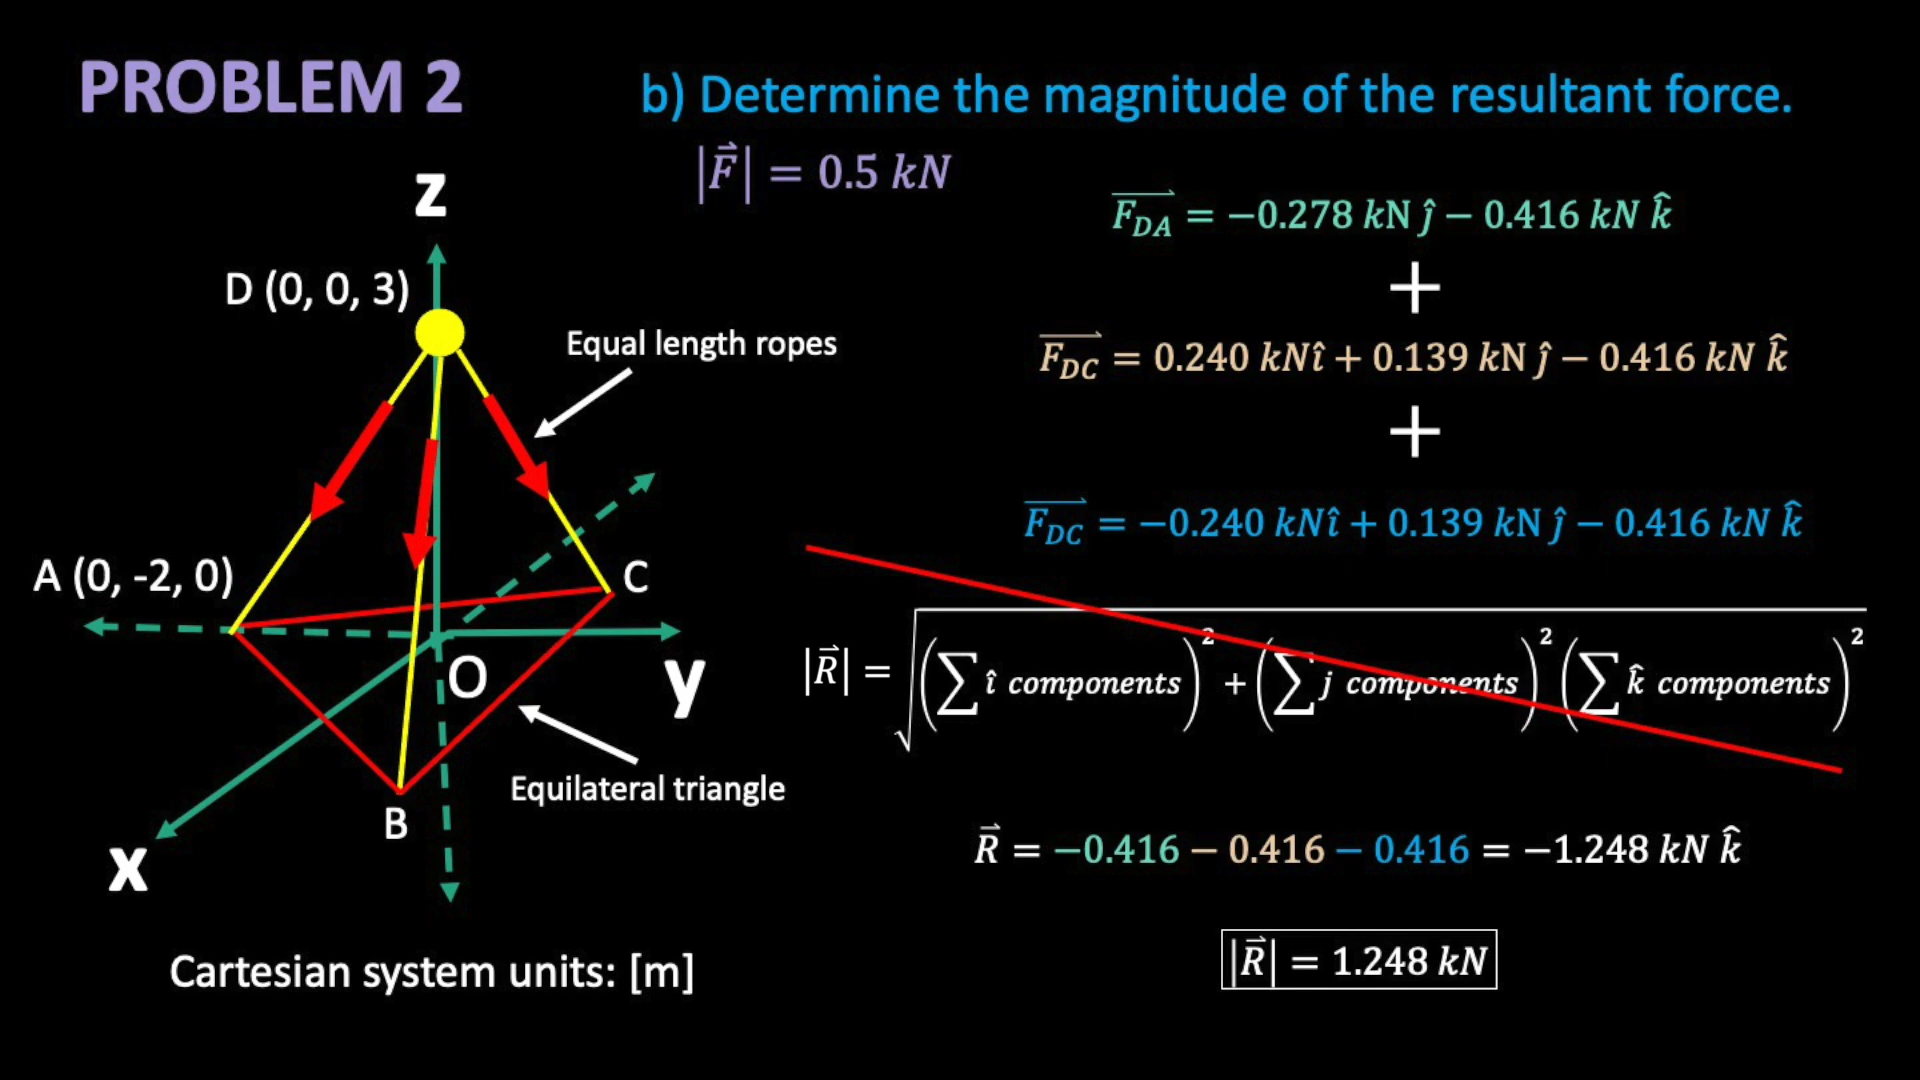 PROBLEM 2
b) Determine the magnitude of the resultant force.
|F⃗| = 0.5 kN
z
F_DA⃗ = −0.278 kN ĵ − 0.416 kN k̂
+
D (0, 0, 3)
Equal length ropes
F_DC⃗ = 0.240 kNî + 0.139 kN ĵ − 0.416 kN k̂
+
F_DC⃗ = −0.240 kNî + 0.139 kN ĵ − 0.416 kN k̂
A (0, -2, 0)
C
O
y
|R⃗| = √(∑ î components)² + (∑ j components)² (∑ k̂ components)²
Equilateral triangle
B
x
R⃗ = −0.416 − 0.416 − 0.416 = −1.248 kN k̂
|R⃗| = 1.248 kN
Cartesian system units: [m]